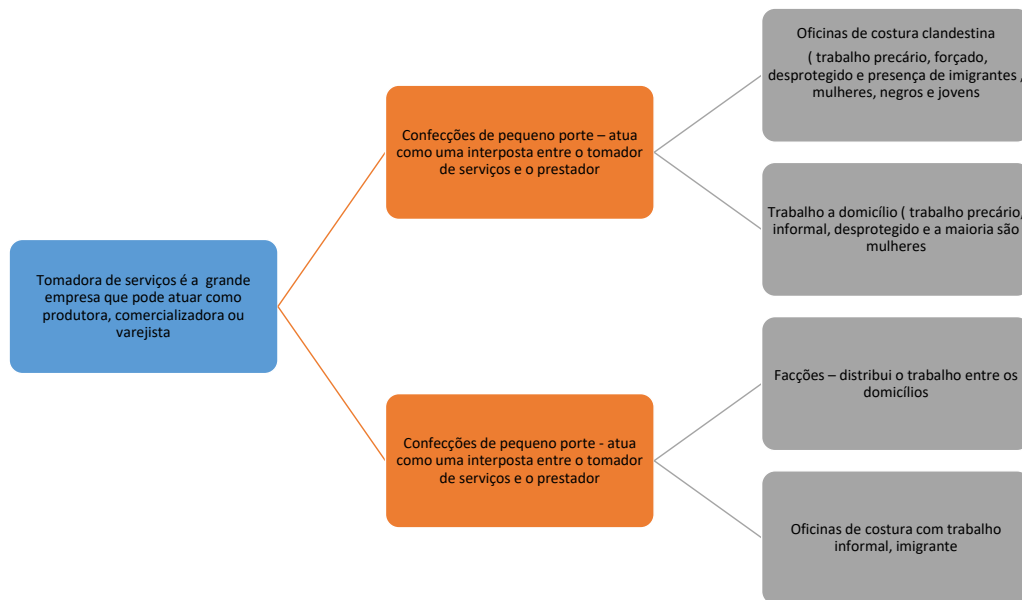 Tomadora de serviços é a  grande
empresa que pode atuar como
produtora, comercializadora ou
varejista
Confecções de pequeno porte – atua
como uma interposta entre o tomador
de serviços e o prestador
Oficinas de costura clandestina
( trabalho precário, forçado,
desprotegido e presença de imigrantes ,
mulheres, negros e jovens
Trabalho a domicílio ( trabalho precário,
informal, desprotegido e a maioria são
mulheres
Confecções de pequeno porte - atua
como uma interposta entre o tomador
de serviços e o prestador
Facções – distribui o trabalho entre os
domicílios
Oficinas de costura com trabalho
informal, imigrante